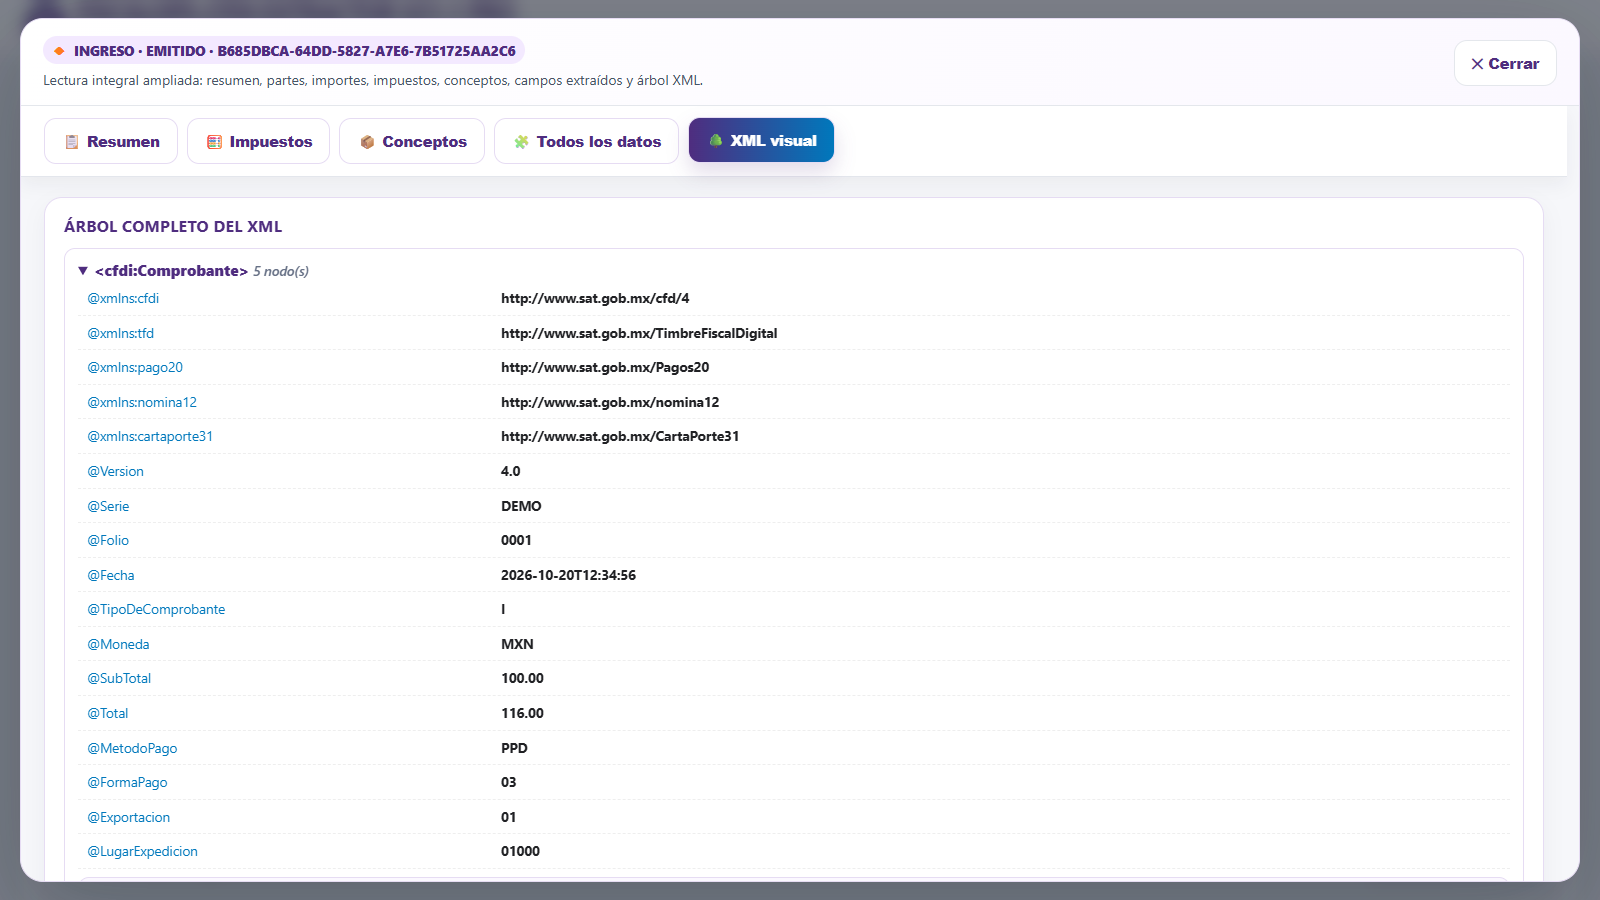 INGRESO · EMITIDO · B685DBCA-64DD-5827-A7E6-7B51725AA2C6
Lectura integral ampliada: resumen, partes, importes, impuestos, conceptos, campos extraídos y árbol XML.
Cerrar
Resumen
Impuestos
Conceptos
Todos los datos
XML visual
ÁRBOL COMPLETO DEL XML
<cfdi:Comprobante> 5 nodo(s)
@xmlns:cfdi http://www.sat.gob.mx/cfd/4
@xmlns:tfd http://www.sat.gob.mx/TimbreFiscalDigital
@xmlns:pago20 http://www.sat.gob.mx/Pagos20
@xmlns:nomina12 http://www.sat.gob.mx/nomina12
@xmlns:cartaporte31 http://www.sat.gob.mx/CartaPorte31
@Version 4.0
@Serie DEMO
@Folio 0001
@Fecha 2026-10-20T12:34:56
@TipoDeComprobante I
@Moneda MXN
@SubTotal 100.00
@Total 116.00
@MetodoPago PPD
@FormaPago 03
@Exportacion 01
@LugarExpedicion 01000